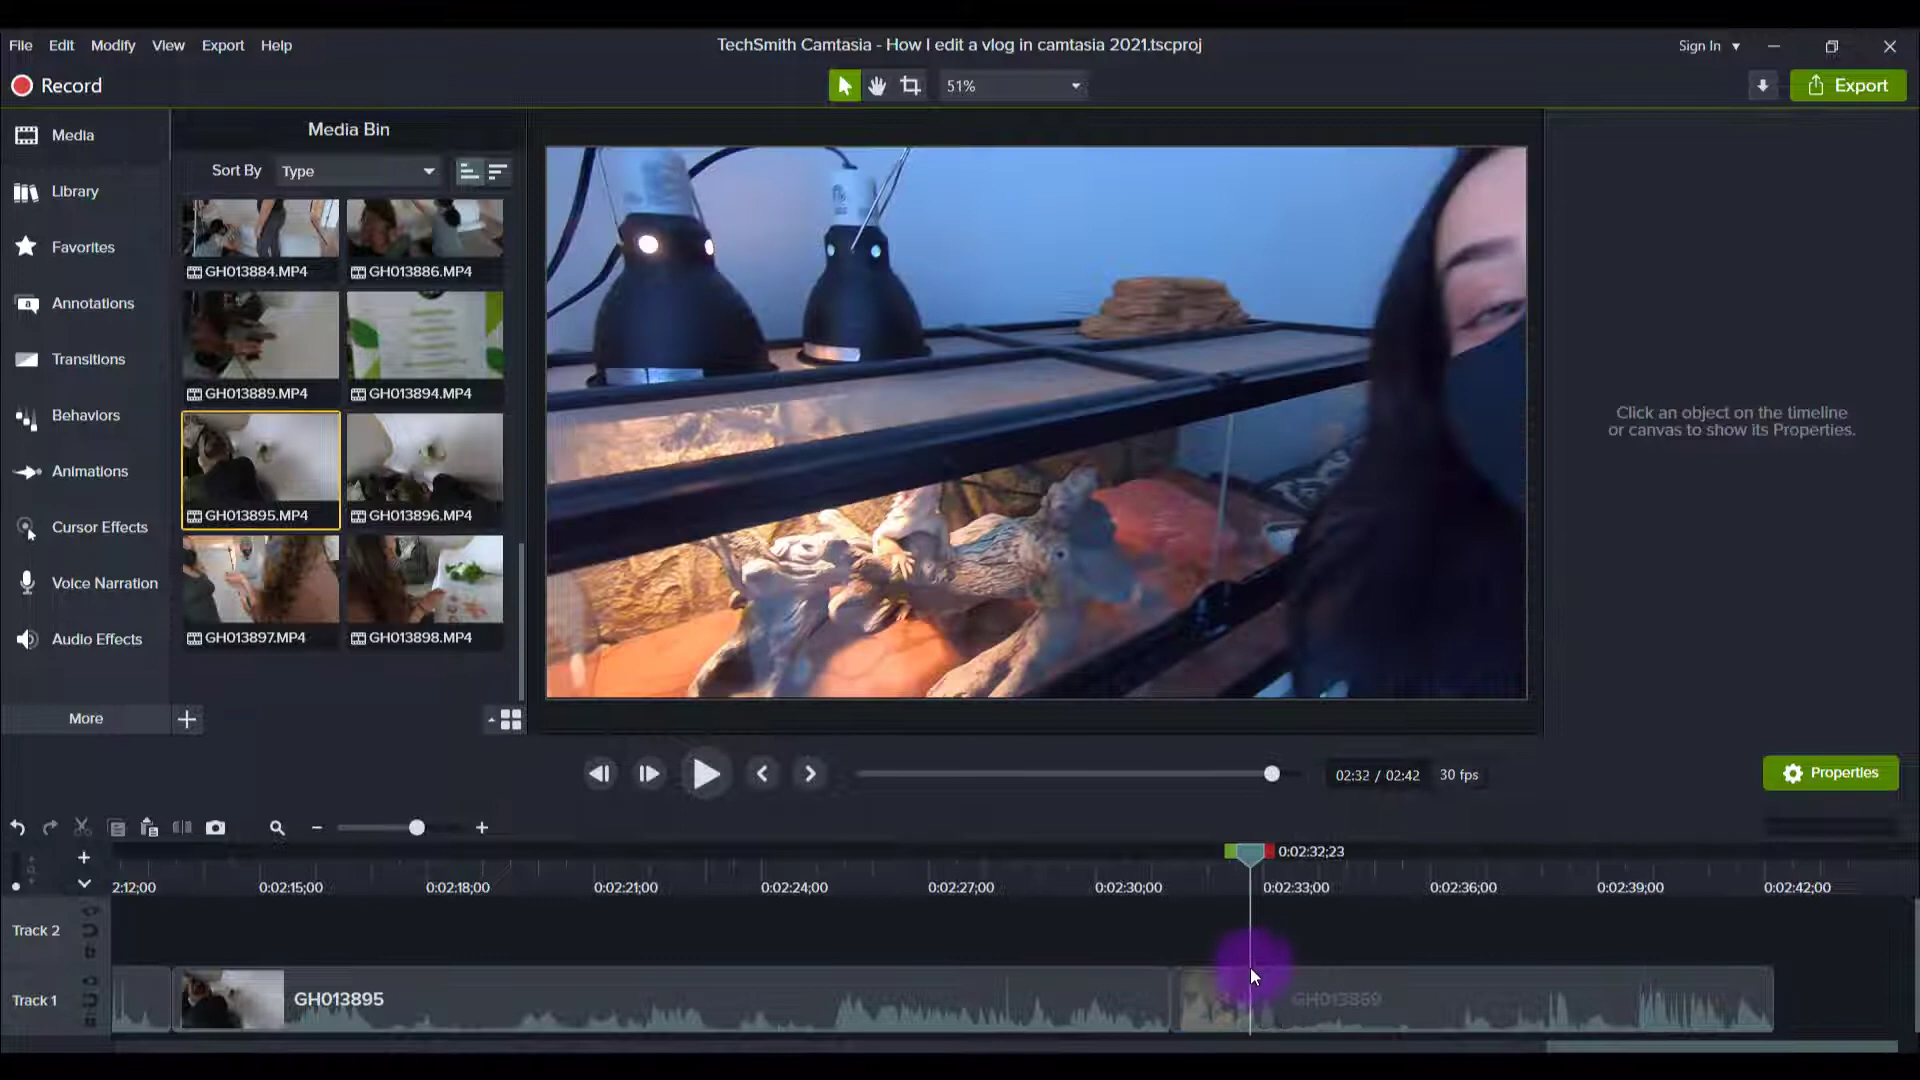 File Edit Modify View Export Help
TechSmith Camtasia - How I edit a vlog in camtasia 2021.tscproj
Sign In
Record
51%
Export
Media
Library
Favorites
Annotations
Transitions
Behaviors
Animations
Cursor Effects
Voice Narration
Audio Effects
More
Media Bin
Sort By Type
GH013884.MP4
GH013886.MP4
GH013889.MP4
GH013894.MP4
GH013895.MP4
GH013896.MP4
GH013897.MP4
GH013898.MP4
Click an object on the timeline
or canvas to show its Properties.
02:32 / 02:42 30 fps
Properties
0:02:32;23
2:12;00 0:02:15;00 0:02:18;00 0:02:21;00 0:02:24;00 0:02:27;00 0:02:30;00 0:02:33;00 0:02:36;00 0:02:39;00 0:02:42;00
Track 2
Track 1
GH013895